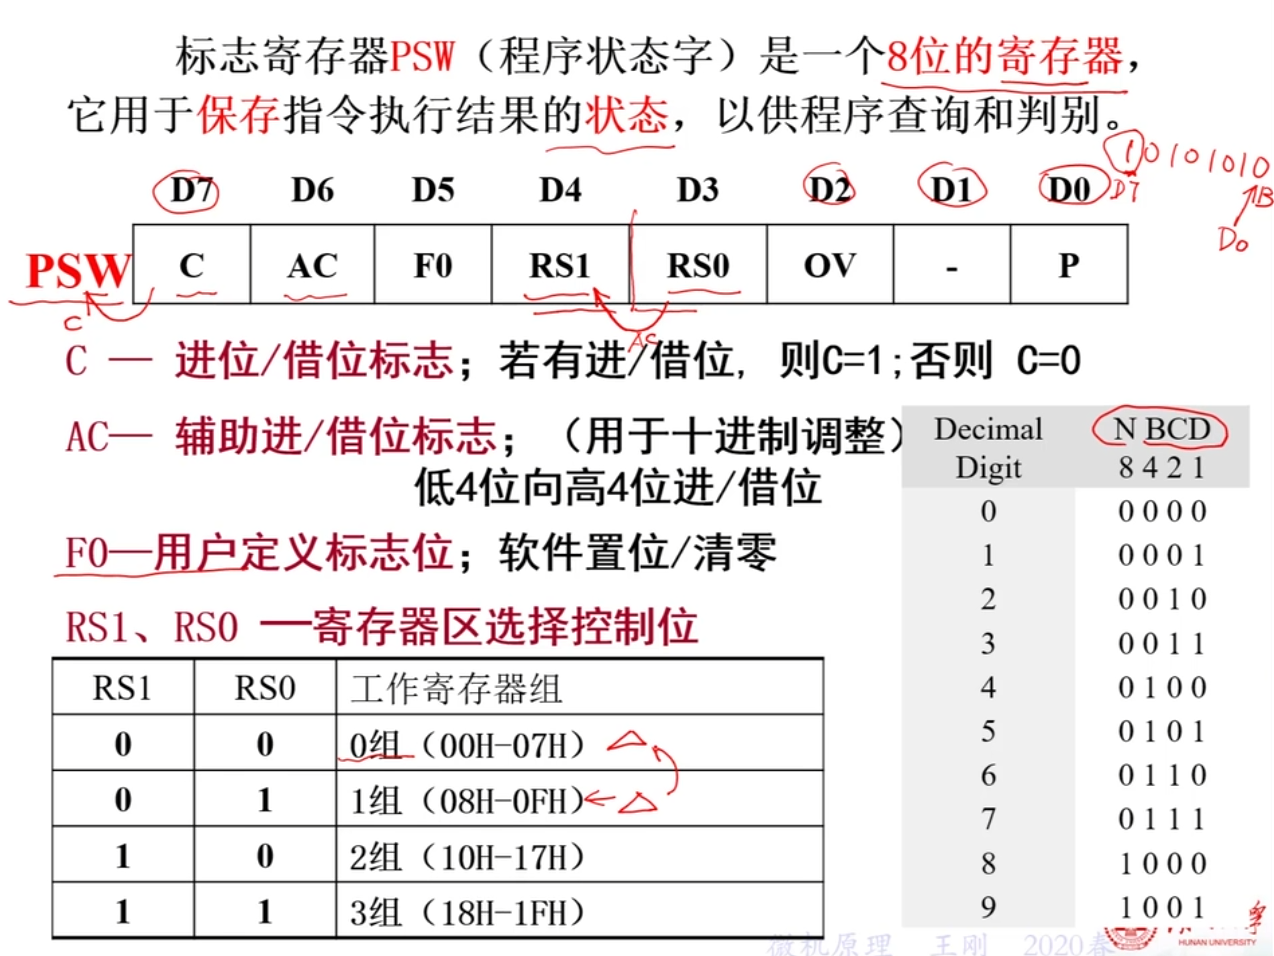 标志寄存器PSW（程序状态字）是一个8位的寄存器，
它用于保存指令执行结果的状态，以供程序查询和判别。
10101010
D7 B
D0
D7 D6 D5 D4 D3 D2 D1 D0
PSW C AC F0 RS1 RS0 OV - P
C
AC
C — 进位/借位标志；若有进/借位，则C=1;否则 C=0
AC— 辅助进/借位标志；（用于十进制调整）
低4位向高4位进/借位
F0—用户定义标志位；软件置位/清零
RS1、RS0 —寄存器区选择控制位
RS1 RS0 工作寄存器组
0 0 0组（00H-07H）
0 1 1组（08H-0FH）
1 0 2组（10H-17H）
1 1 3组（18H-1FH）
Decimal N BCD
Digit 8 4 2 1
0 0 0 0 0
1 0 0 0 1
2 0 0 1 0
3 0 0 1 1
4 0 1 0 0
5 0 1 0 1
6 0 1 1 0
7 0 1 1 1
8 1 0 0 0
9 1 0 0 1
微机原理 王刚 2020春
HUNAN UNIVERSITY